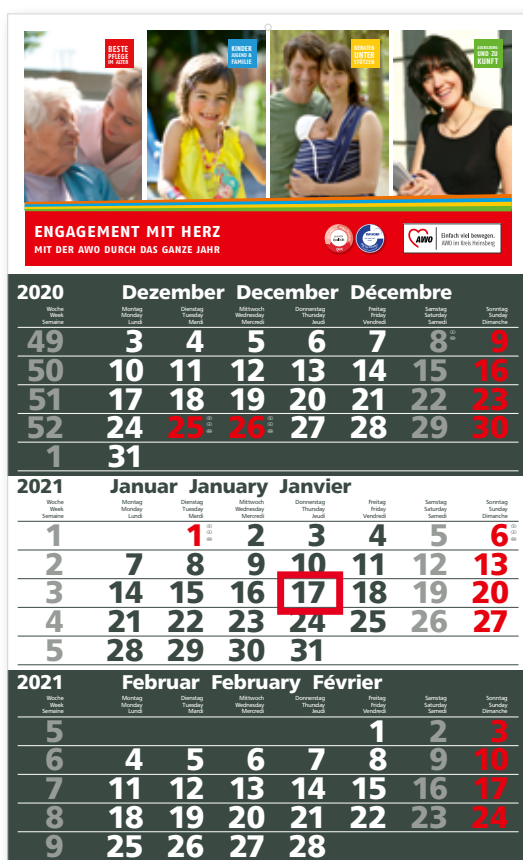 BESTE
PFLEGE
IM ALTER
KINDER
JUGEND &
FAMILIE
BERATEN
UNTER
STÜTZEN
AUSBILDUNG
UND ZU
KUNFT
ENGAGEMENT MIT HERZ
MIT DER AWO DURCH DAS GANZE JAHR
AWO
Einfach viel bewegen.
AWO im Kreis Heinsberg
2020 Dezember December Décembre
Woche Montag Dienstag Mittwoch Donnerstag Freitag Samstag Sonntag
Week Monday Tuesday Wednesday Thursday Friday Saturday Sunday
Semaine Lundi Mardi Mercredi Jeudi Vendredi Samedi Dimanche
49 3 4 5 6 7 8 9
50 10 11 12 13 14 15 16
51 17 18 19 20 21 22 23
52 24 25 26 27 28 29 30
1 31
2021 Januar January Janvier
Woche Montag Dienstag Mittwoch Donnerstag Freitag Samstag Sonntag
Week Monday Tuesday Wednesday Thursday Friday Saturday Sunday
Semaine Lundi Mardi Mercredi Jeudi Vendredi Samedi Dimanche
1 1 2 3 4 5 6
2 7 8 9 10 11 12 13
3 14 15 16 17 18 19 20
4 21 22 23 24 25 26 27
5 28 29 30 31
2021 Februar February Février
Woche Montag Dienstag Mittwoch Donnerstag Freitag Samstag Sonntag
Week Monday Tuesday Wednesday Thursday Friday Saturday Sunday
Semaine Lundi Mardi Mercredi Jeudi Vendredi Samedi Dimanche
5 1 2 3
6 4 5 6 7 8 9 10
7 11 12 13 14 15 16 17
8 18 19 20 21 22 23 24
9 25 26 27 28